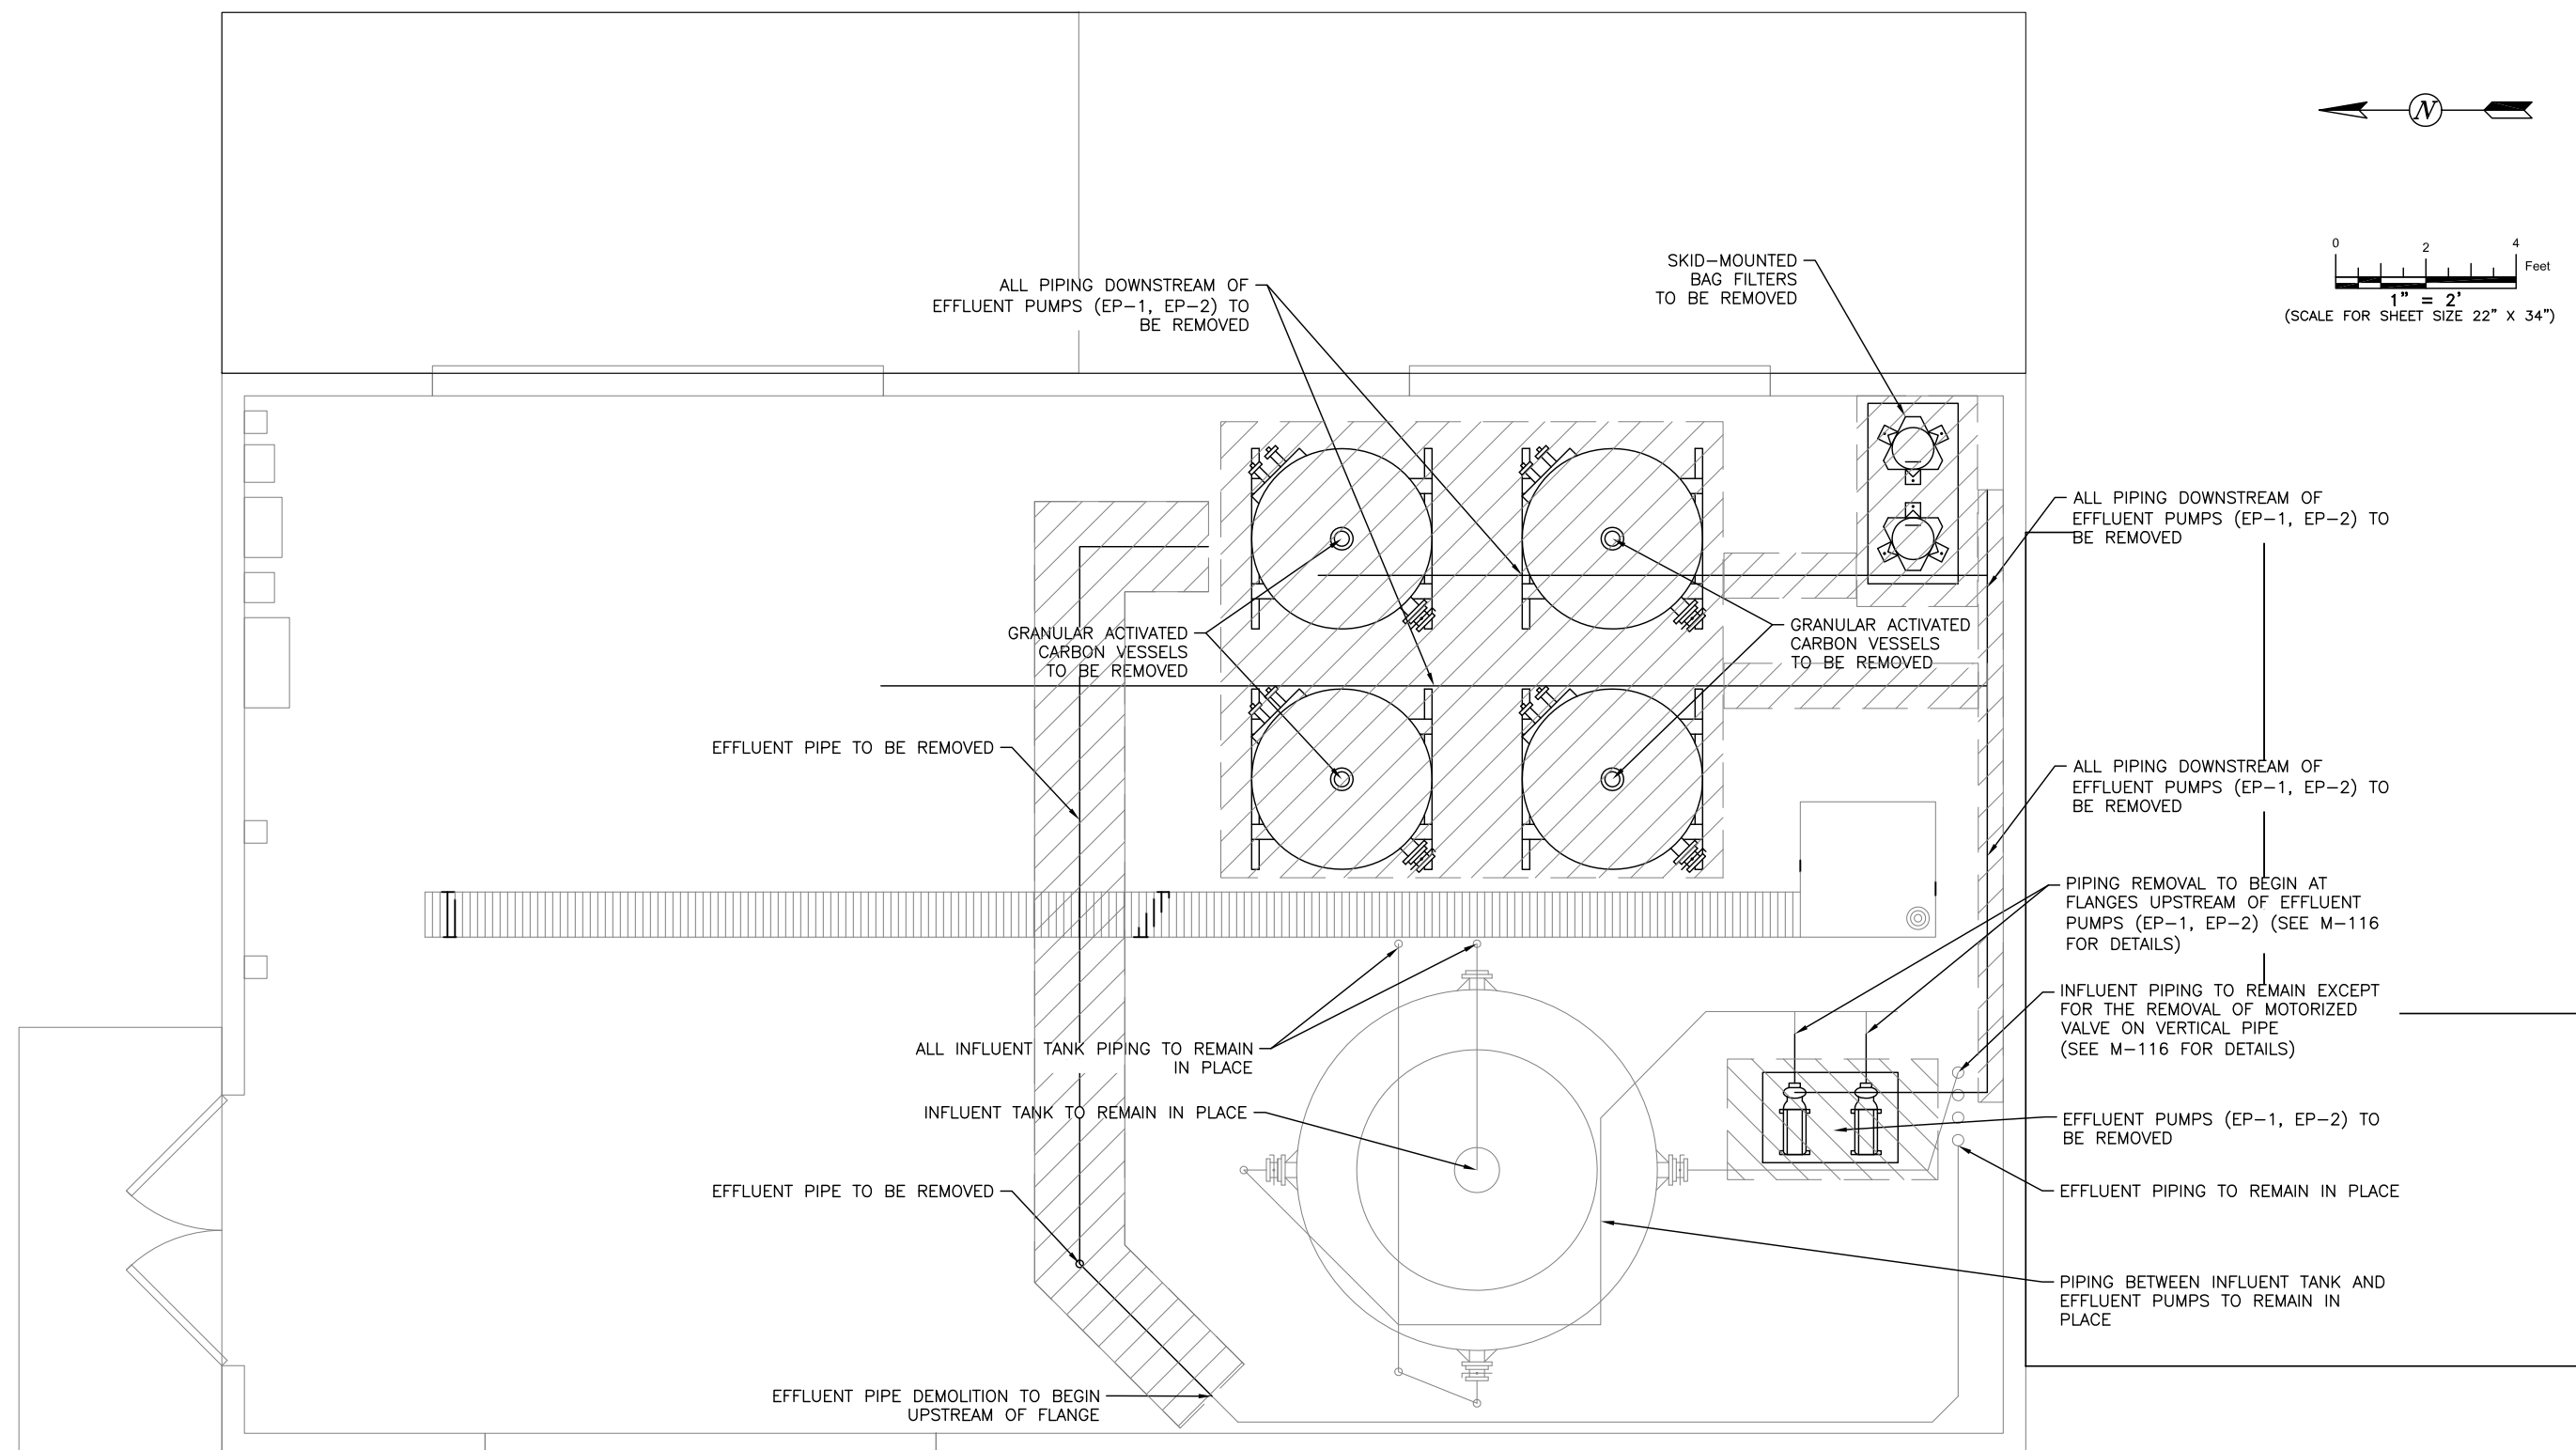 N
0 2 4
Feet
1" = 2'
(SCALE FOR SHEET SIZE 22" X 34")
SKID-MOUNTED
BAG FILTERS
TO BE REMOVED
ALL PIPING DOWNSTREAM OF
EFFLUENT PUMPS (EP-1, EP-2) TO
BE REMOVED
ALL PIPING DOWNSTREAM OF
EFFLUENT PUMPS (EP-1, EP-2) TO
BE REMOVED
GRANULAR ACTIVATED
CARBON VESSELS
TO BE REMOVED
GRANULAR ACTIVATED
CARBON VESSELS
TO BE REMOVED
EFFLUENT PIPE TO BE REMOVED
ALL PIPING DOWNSTREAM OF
EFFLUENT PUMPS (EP-1, EP-2) TO
BE REMOVED
PIPING REMOVAL TO BEGIN AT
FLANGES UPSTREAM OF EFFLUENT
PUMPS (EP-1, EP-2) (SEE M-116
FOR DETAILS)
INFLUENT PIPING TO REMAIN EXCEPT
FOR THE REMOVAL OF MOTORIZED
VALVE ON VERTICAL PIPE
(SEE M-116 FOR DETAILS)
ALL INFLUENT TANK PIPING TO REMAIN
IN PLACE
INFLUENT TANK TO REMAIN IN PLACE
EFFLUENT PUMPS (EP-1, EP-2) TO
BE REMOVED
EFFLUENT PIPE TO BE REMOVED
EFFLUENT PIPING TO REMAIN IN PLACE
PIPING BETWEEN INFLUENT TANK AND
EFFLUENT PUMPS TO REMAIN IN
PLACE
EFFLUENT PIPE DEMOLITION TO BEGIN
UPSTREAM OF FLANGE